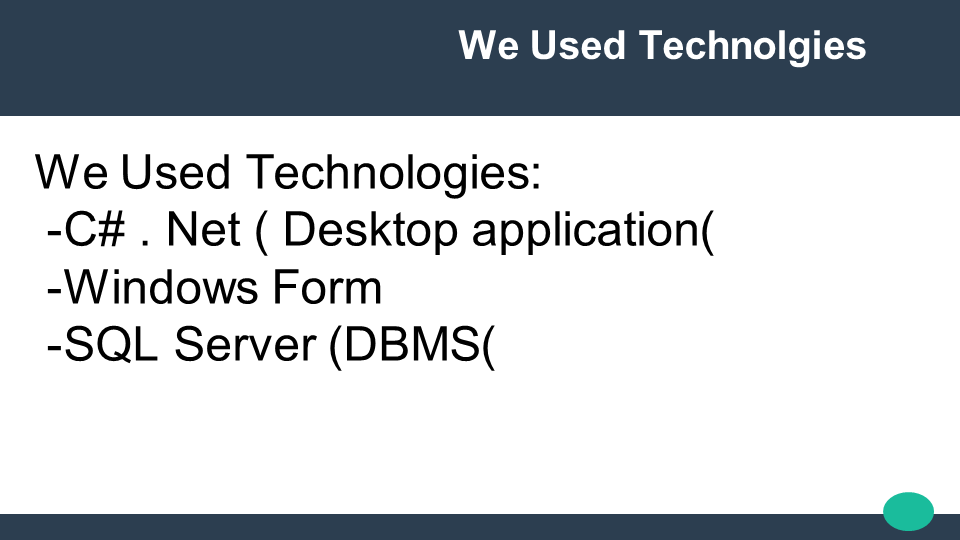 We Used Technolgies
We Used Technologies:
-C# . Net ( Desktop application(
-Windows Form
-SQL Server (DBMS(